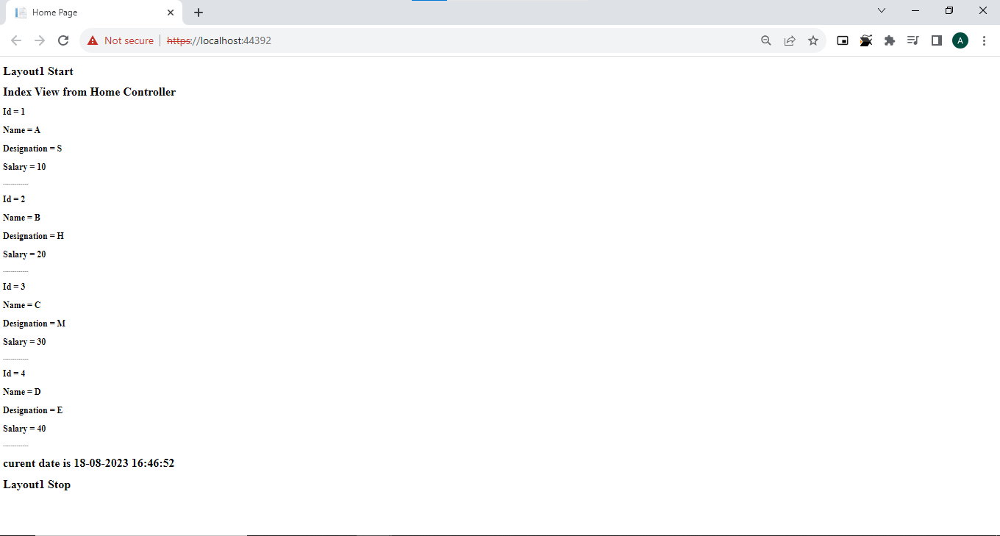 Home Page
Not secure
https://localhost:44392
A
Layout1 Start
Index View from Home Controller
Id = 1
Name = A
Designation = S
Salary = 10
-------------
Id = 2
Name = B
Designation = H
Salary = 20
-------------
Id = 3
Name = C
Designation = M
Salary = 30
-------------
Id = 4
Name = D
Designation = E
Salary = 40
-------------
curent date is 18-08-2023 16:46:52
Layout1 Stop